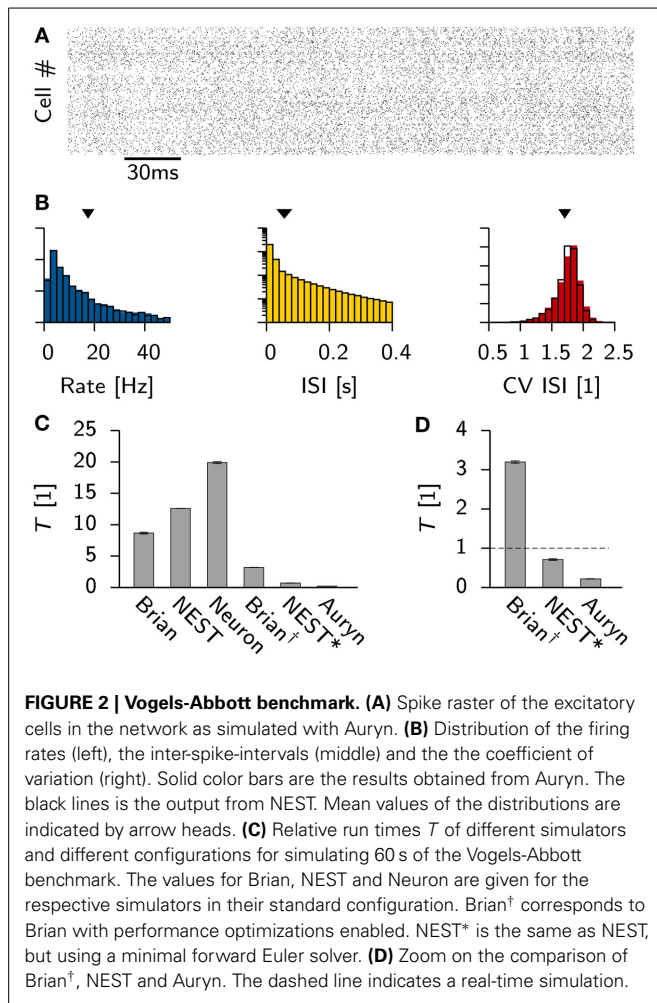 A
Cell #
30ms
B
0 20 40
Rate [Hz]
0 0.4
ISI [s]
0.5 1 1.5 2 2.5
CV ISI [1]
C
25
20
15
10
5
0
T [1]
Brian NEST Neuron Brian† NEST* Auryn
D
4
3
2
1
0
T [1]
Brian† NEST* Auryn
FIGURE 2 | Vogels-Abbott benchmark. (A) Spike raster of the excitatory
cells in the network as simulated with Auryn. (B) Distribution of the firing
rates (left), the inter-spike-intervals (middle) and the the coefficient of
variation (right). Solid color bars are the results obtained from Auryn. The
black lines is the output from NEST. Mean values of the distributions are
indicated by arrow heads. (C) Relative run times T of different simulators
and different configurations for simulating 60 s of the Vogels-Abbott
benchmark. The values for Brian, NEST and Neuron are given for the
respective simulators in their standard configuration. Brian† corresponds to
Brian with performance optimizations enabled. NEST* is the same as NEST,
but using a minimal forward Euler solver. (D) Zoom on the comparison of
Brian†, NEST and Auryn. The dashed line indicates a real-time simulation.